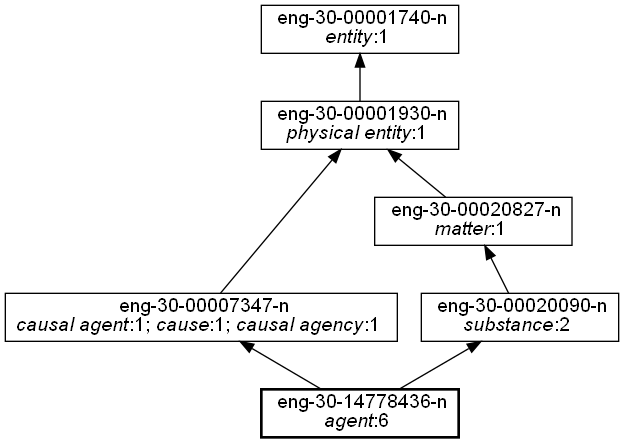 eng-30-00001740-n
entity:1
eng-30-00001930-n
physical entity:1
eng-30-00020827-n
matter:1
eng-30-00007347-n
causal agent:1; cause:1; causal agency:1
eng-30-00020090-n
substance:2
eng-30-14778436-n
agent:6